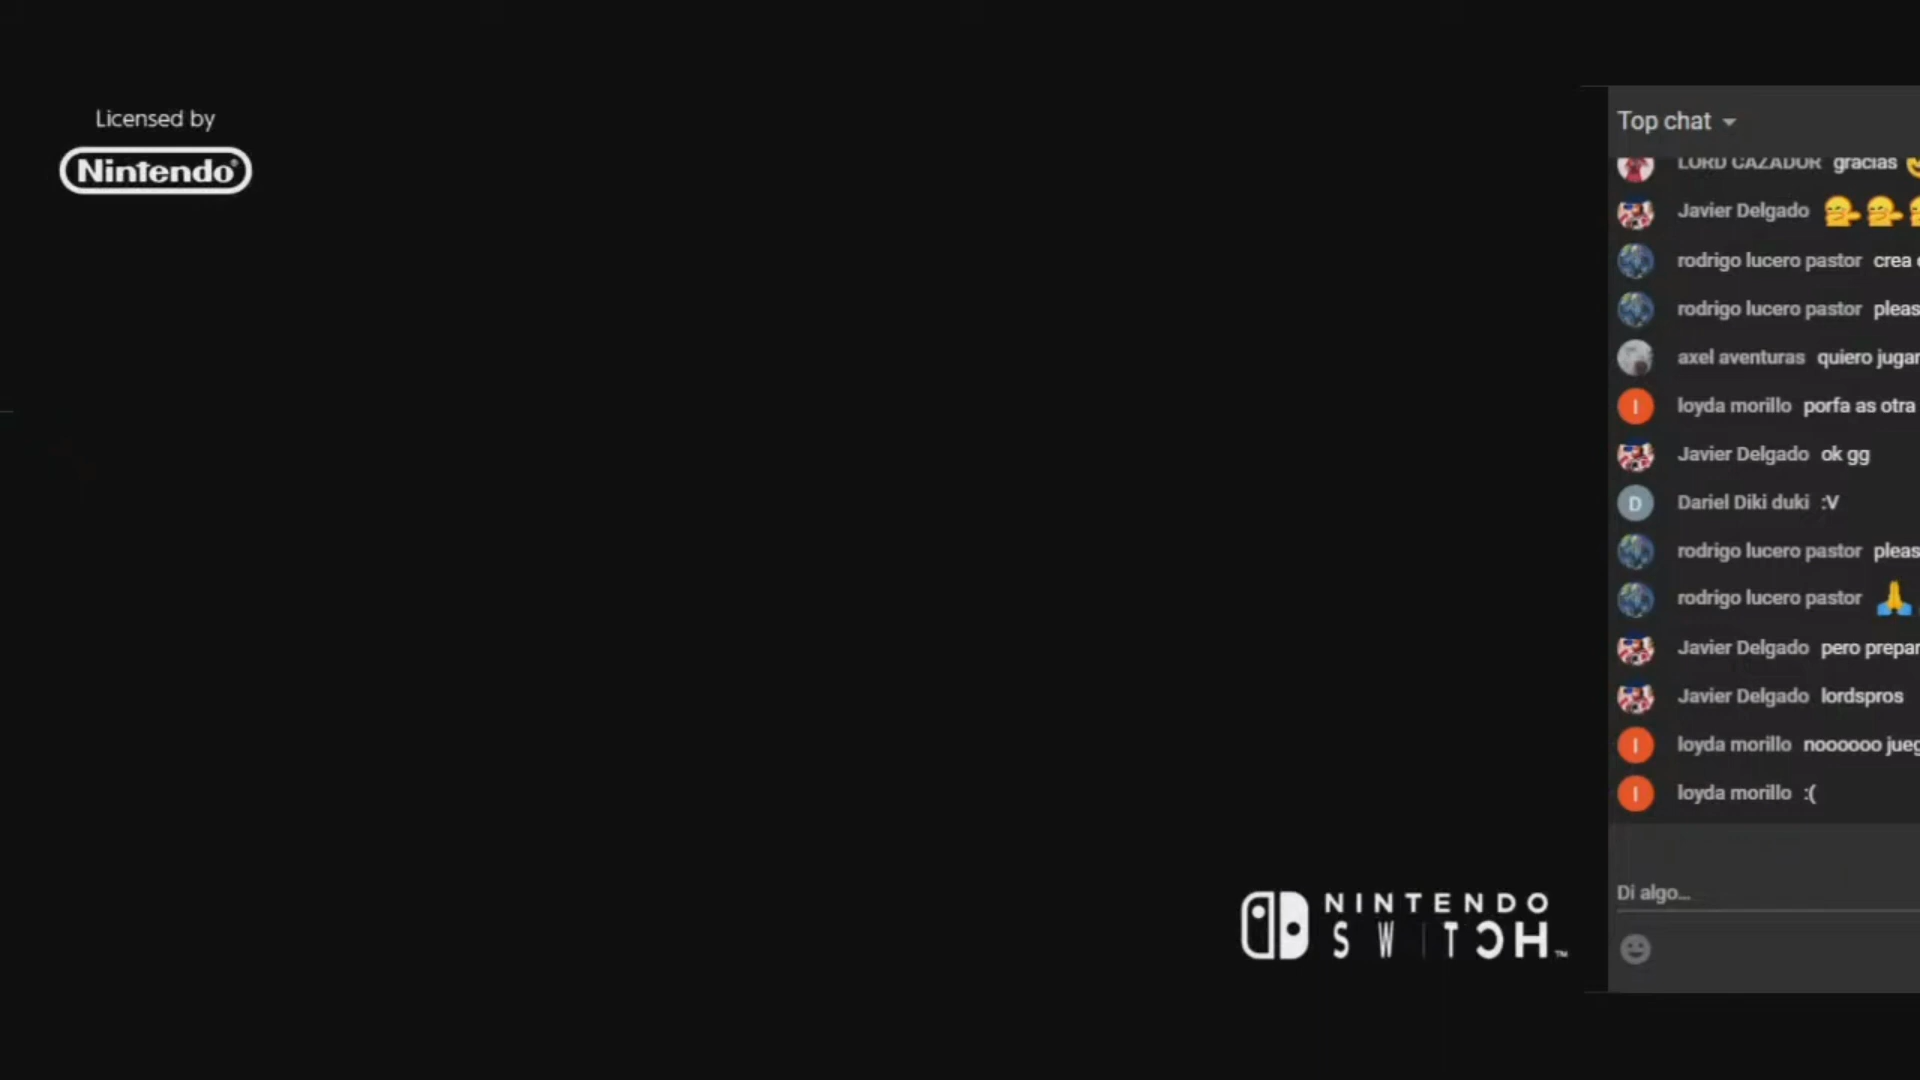 Licensed by
Nintendo®
Top chat
LORD CAZADOR gracias
Javier Delgado
rodrigo lucero pastor crea
rodrigo lucero pastor pleas
axel aventuras quiero jugar
loyda morillo porfa as otra
Javier Delgado ok gg
D
Dariel Diki duki :V
rodrigo lucero pastor pleas
rodrigo lucero pastor 🙏
Javier Delgado pero prepar
Javier Delgado lordspros
loyda morillo noooooo jueg
loyda morillo :(
Di algo...
NINTENDO
SWITCH™